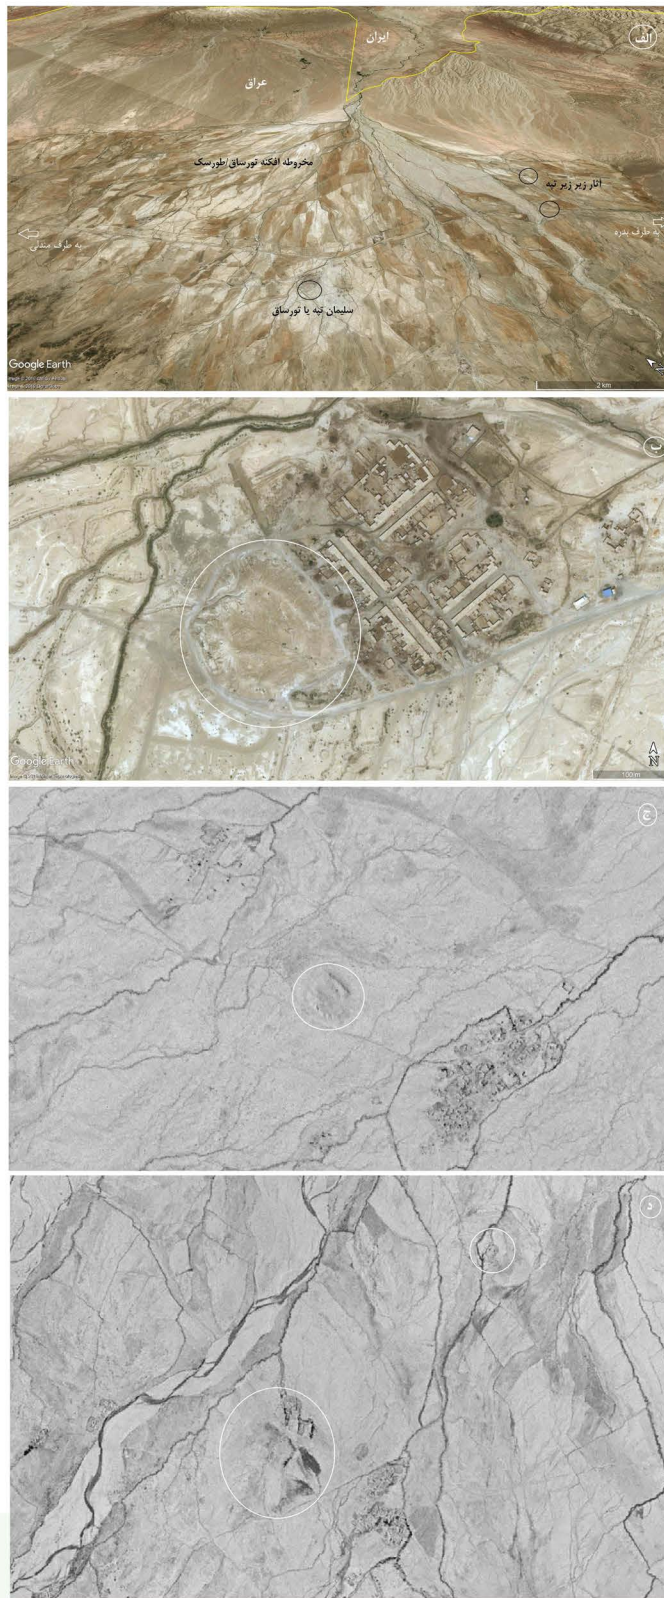 الف
ایران
عراق
مخروطه افکنه تورساق/طورسک
آثار زیر زیر تپه
به طرف مندلی
به طرف بدره
سلیمان تپه یا تورساق
Google Earth
2 km
ب
Google Earth
N
100 m
ج
د